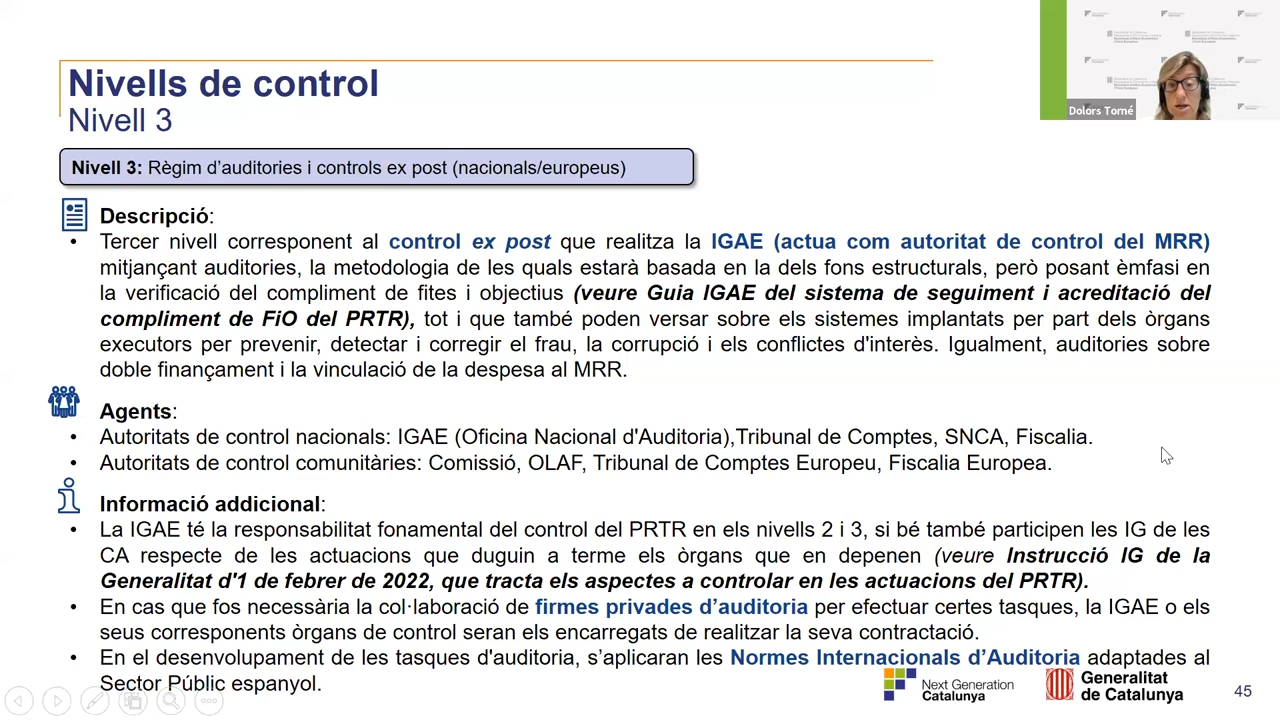 Nivells de control
Nivell 3
Dolors Torné
Nivell 3: Règim d’auditories i controls ex post (nacionals/europeus)
Descripció:
• Tercer nivell corresponent al control ex post que realitza la IGAE (actua com autoritat de control del MRR)
mitjançant auditories, la metodologia de les quals estarà basada en la dels fons estructurals, però posant èmfasi en
la verificació del compliment de fites i objectius (veure Guia IGAE del sistema de seguiment i acreditació del
compliment de FiO del PRTR), tot i que també poden versar sobre els sistemes implantats per part dels òrgans
executors per prevenir, detectar i corregir el frau, la corrupció i els conflictes d'interès. Igualment, auditories sobre
doble finançament i la vinculació de la despesa al MRR.
Agents:
• Autoritats de control nacionals: IGAE (Oficina Nacional d'Auditoria),Tribunal de Comptes, SNCA, Fiscalia.
• Autoritats de control comunitàries: Comissió, OLAF, Tribunal de Comptes Europeu, Fiscalia Europea.
Informació addicional:
• La IGAE té la responsabilitat fonamental del control del PRTR en els nivells 2 i 3, si bé també participen les IG de les
CA respecte de les actuacions que duguin a terme els òrgans que en depenen (veure Instrucció IG de la
Generalitat d'1 de febrer de 2022, que tracta els aspectes a controlar en les actuacions del PRTR).
• En cas que fos necessària la col·laboració de firmes privades d’auditoria per efectuar certes tasques, la IGAE o els
seus corresponents òrgans de control seran els encarregats de realitzar la seva contractació.
• En el desenvolupament de les tasques d'auditoria, s’aplicaran les Normes Internacionals d’Auditoria adaptades al
Sector Públic espanyol.
Next Generation
Catalunya
Generalitat
de Catalunya
45